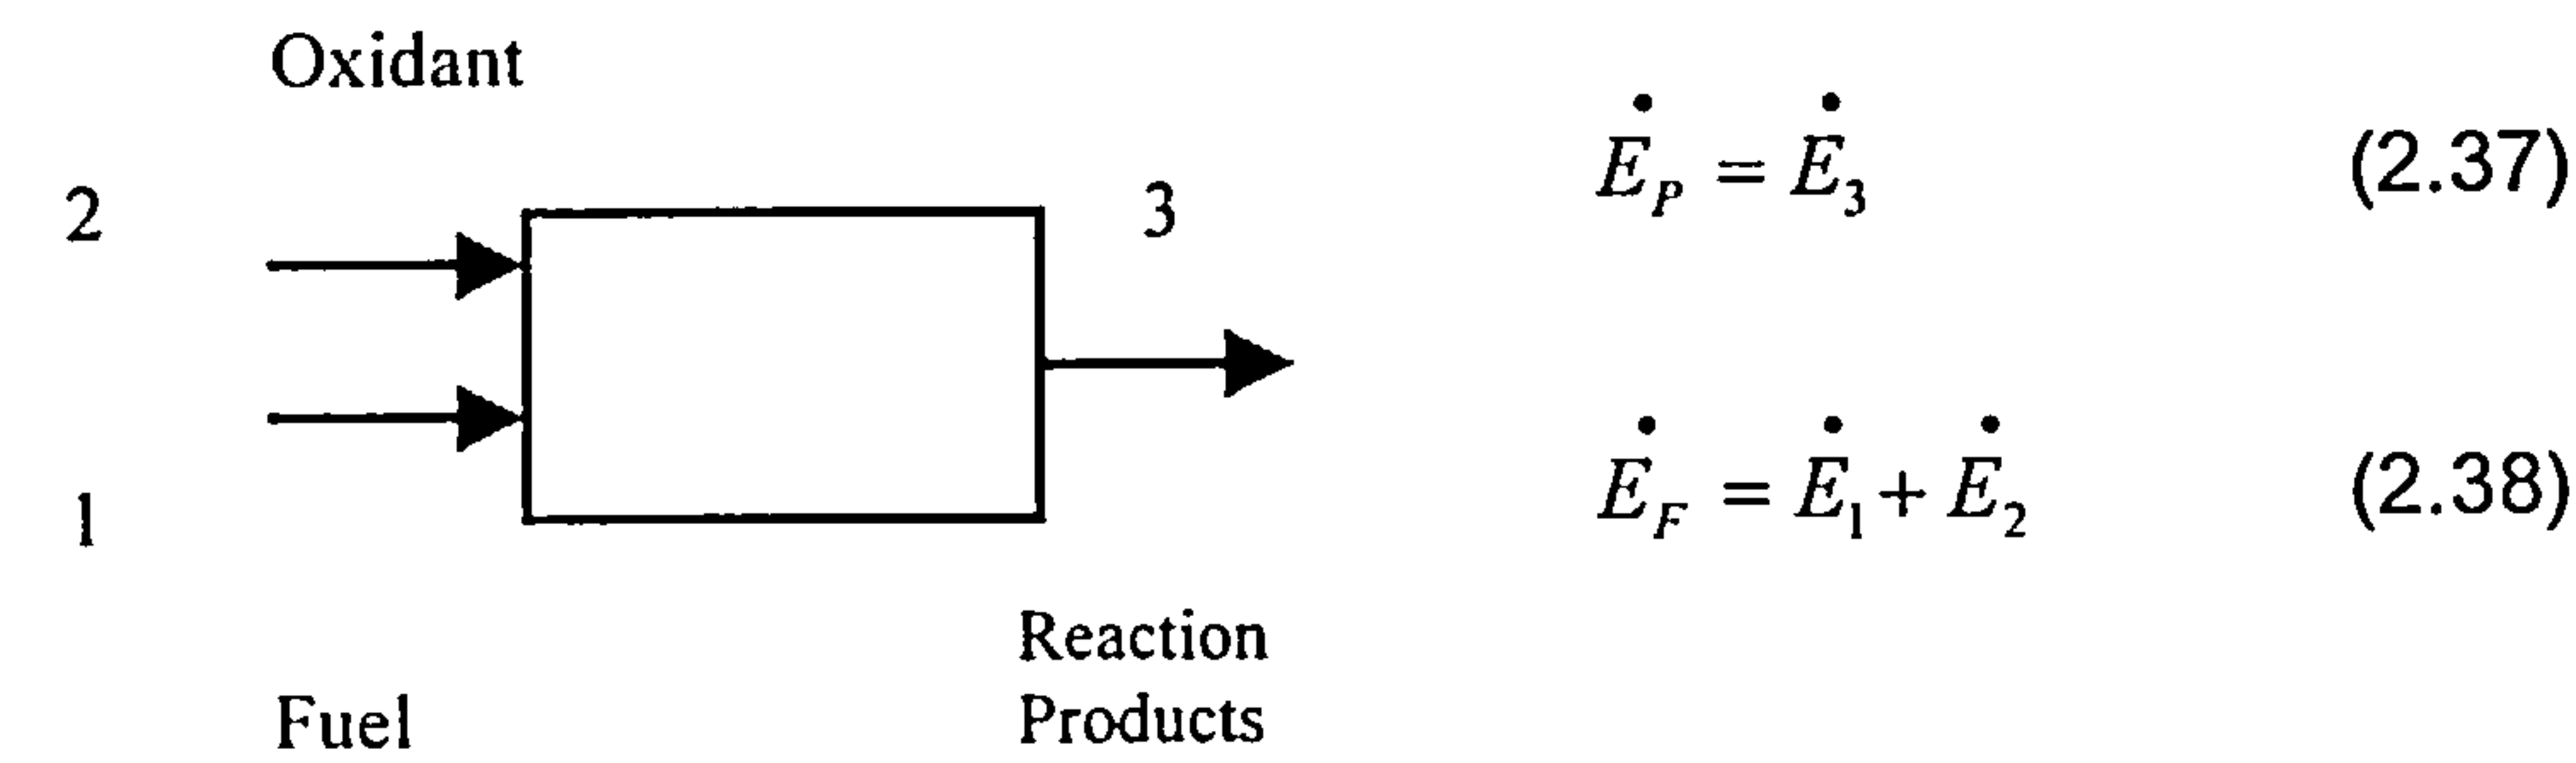 Oxidant
2
3
1
Fuel
Reaction
Products
Ė_P = Ė_3 (2.37)
Ė_F = Ė_1 + Ė_2 (2.38)